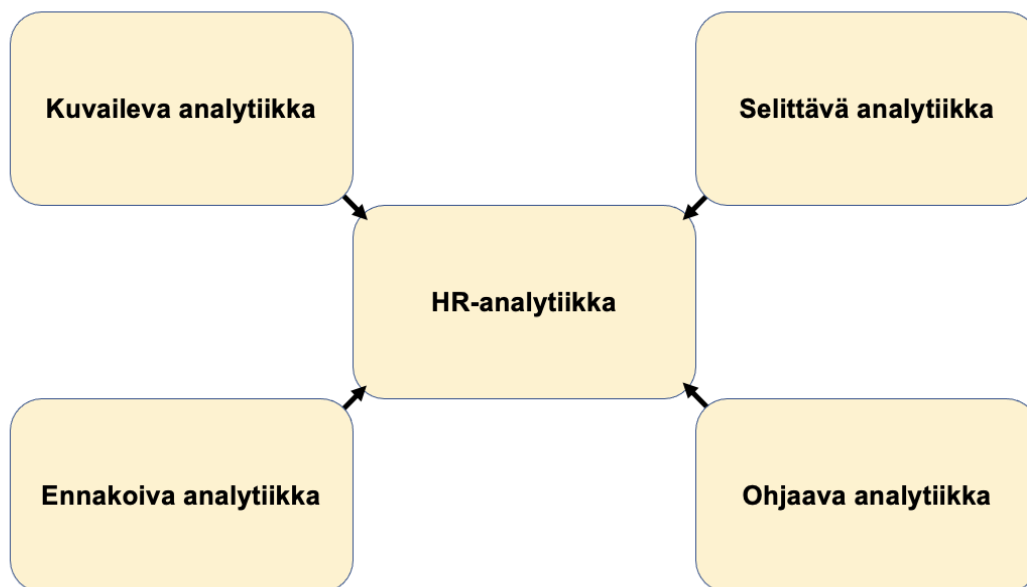 Kuvaileva analytiikka
Selittävä analytiikka
HR-analytiikka
Ennakoiva analytiikka
Ohjaava analytiikka